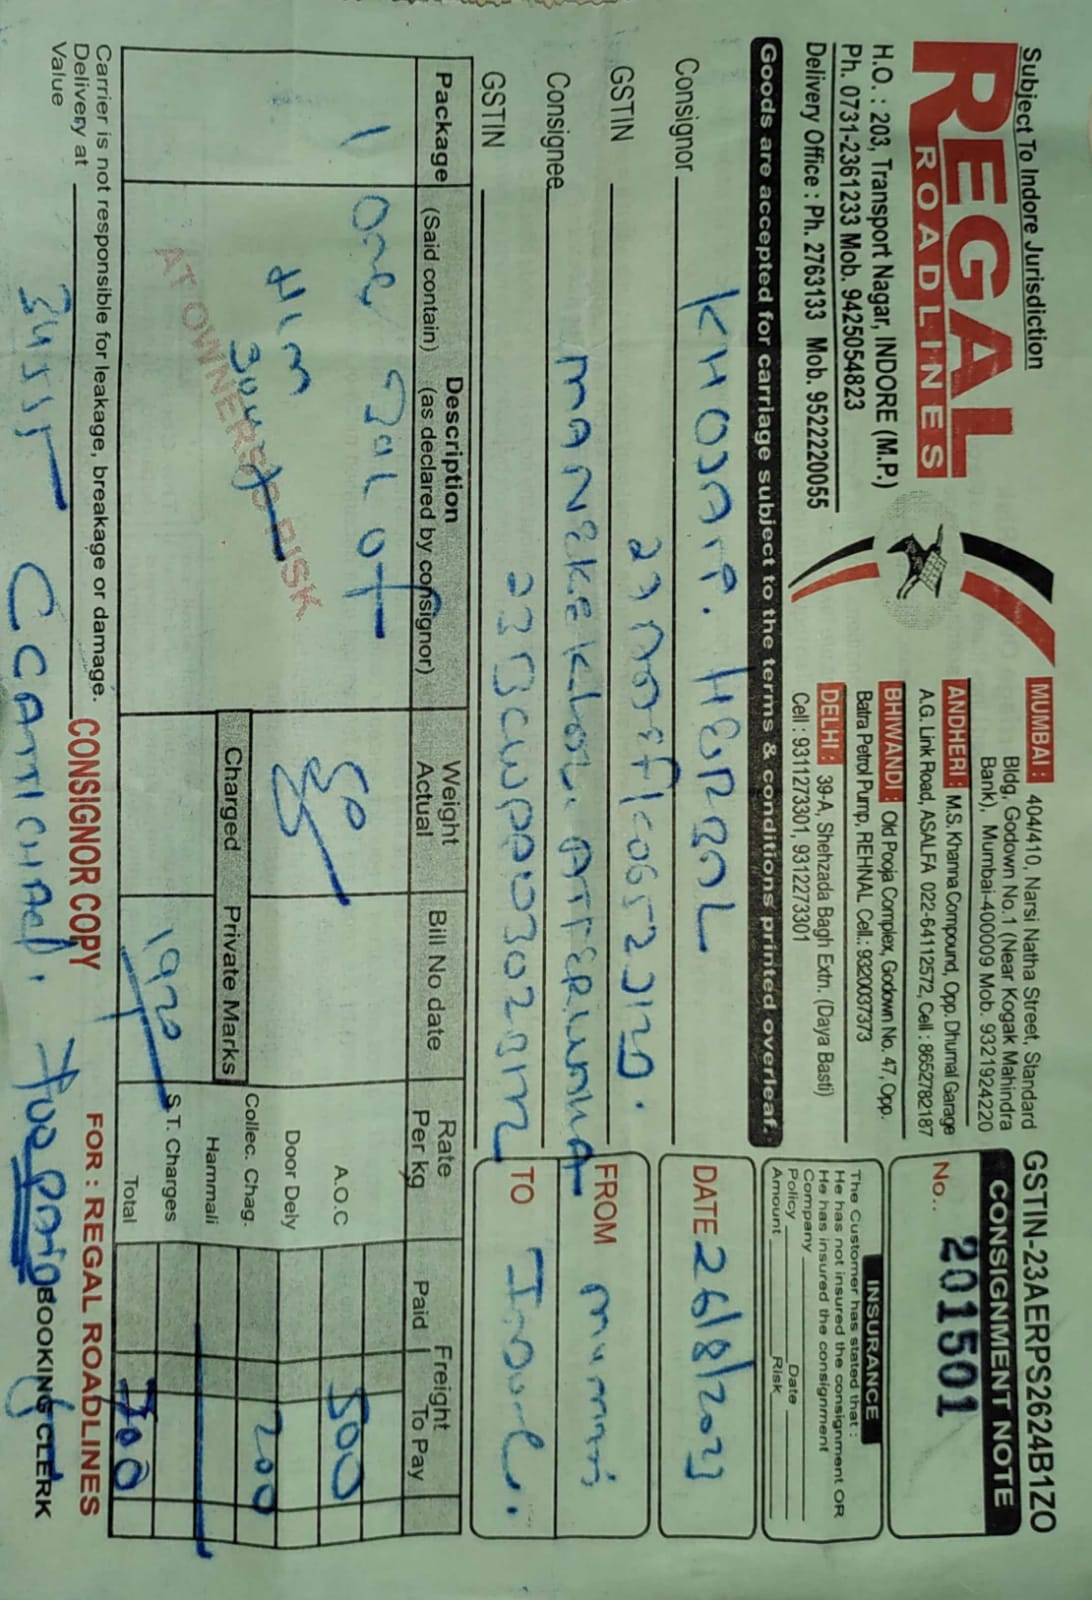 Subject To Indore Jurisdiction
REGAL
ROADLINES
H.O. : 203, Transport Nagar, INDORE (M.P.)
Ph. 0731-2361233 Mob. 9425054823
Delivery Office : Ph. 2763133 Mob. 9522220055
MUMBAI : 404/410, Narsi Natha Street, Standard
Bldg, Godown No.1 (Near Kogak Mahindra
Bank), Mumbai-400009 Mob. 9321924220
ANDHERI : M.S. Khanna Compound, Opp. Dhumal Garage
A.G. Link Road, ASALFA 022-64112572, Cell : 8652782187
BHIWANDI : Old Pooja Complex, Godown No. 47, Opp.
Batra Petrol Pump, REHNAL Cell.: 9320037373
DELHI : 39-A, Shehzada Bagh Extn. (Daya Basti)
Cell : 9311273301, 9312273301
GSTIN-23AERPS2624B1ZO
CONSIGNMENT NOTE
No.. 201501
INSURANCE
The Customer has stated that :
He has not insured the consignment OR
He has insured the consignment
Company
Policy Date
Amount Risk
Goods are accepted for carriage subject to the terms & conditions printed overleaf.
Consignor KHOJATI. HERBAL
DATE 26/8/2023
GSTIN
FROM Mumbai
Consignee
GSTIN
TO Indore.
Package
Description
(Said contain) (as declared by consignor)
Weight
Actual
Bill No date
Rate
Per kg
Freight
Paid To Pay
1 One
50
A.O.C 500
Door Dely
Charged Private Marks
Collec. Chag. 200
Hammali
1920
S.T. Charges
Total 700
AT OWNERS RISK
Carrier is not responsible for leakage, breakage or damage.
Delivery at
Value
CONSIGNOR COPY
FOR : REGAL ROADLINES
BOOKING CLERK